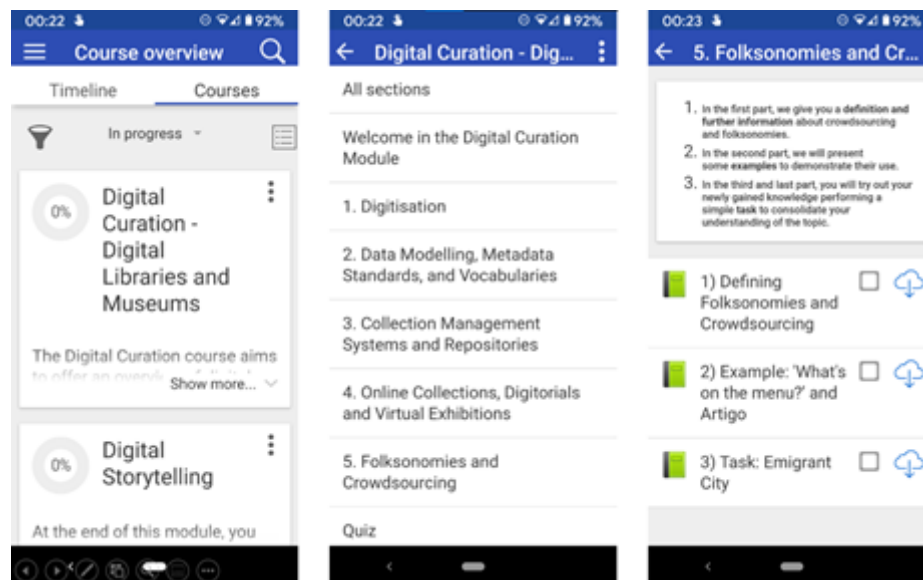 00:22
92%
Course overview
Timeline
Courses
In progress
0%
Digital
Curation -
Digital
Libraries and
Museums
The Digital Curation course aims
to offer an
Show more...
0%
Digital
Storytelling
At the end of this module, you
00:22
92%
Digital Curation - Dig...
All sections
Welcome in the Digital Curation
Module
1. Digitisation
2. Data Modelling, Metadata
Standards, and Vocabularies
3. Collection Management
Systems and Repositories
4. Online Collections, Digitorials
and Virtual Exhibitions
5. Folksonomies and
Crowdsourcing
Quiz
00:23
92%
5. Folksonomies and Cr...
1. In the first part, we give you a definition and
further information about crowdsourcing
and folksonomies.
2. In the second part, we will present
some examples to demonstrate their use.
3. In the third and last part, you will try out your
newly gained knowledge performing a
simple task to consolidate your
understanding of the topic.
1) Defining
Folksonomies and
Crowdsourcing
2) Example: 'What's
on the menu?' and
Artigo
3) Task: Emigrant
City